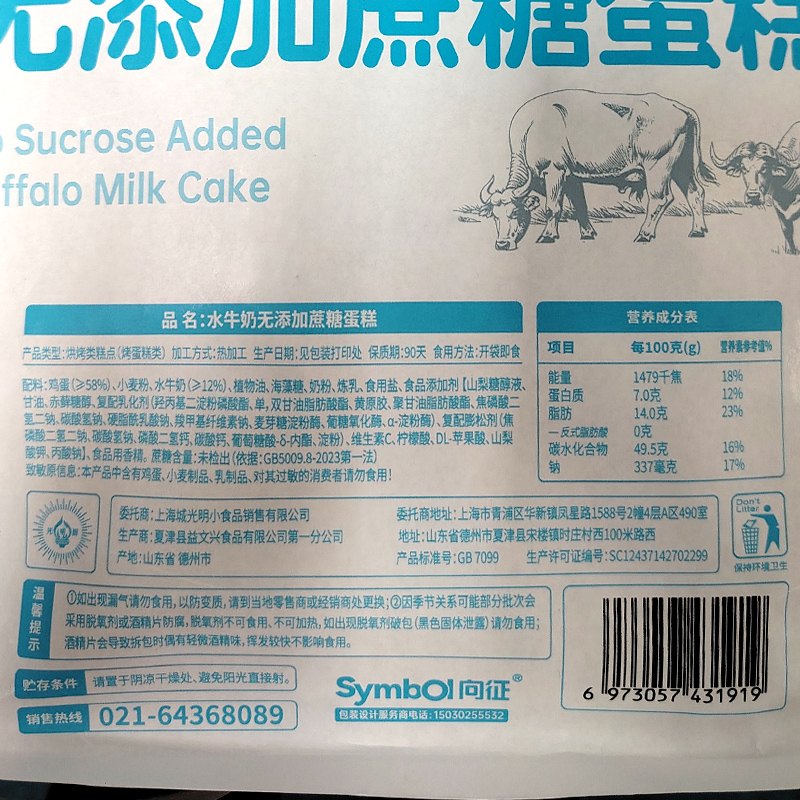 无添加蔗糖蛋糕
Sucrose Added
ffalo Milk Cake
品 名:水牛奶无添加蔗糖蛋糕
产品类型:烘烤类糕点(烤蛋糕类) 加工方式:热加工 生产日期:见包装打印处 保质期:90天 食用方法:开袋即食
配料:鸡蛋(≥58%)、小麦粉、水牛奶(≥12%)、植物油、海藻糖、奶粉、炼乳、食用盐、食品添加剂【山梨糖醇液、
甘油、赤藓糖醇、复配乳化剂(羟丙基二淀粉磷酸酯、单,双甘油脂肪酸酯、黄原胶、聚甘油脂肪酸酯、焦磷酸二
氢二钠、碳酸氢钠、硬脂酰乳酸钠、羧甲基纤维素钠、麦芽糖淀粉酶、葡糖氧化酶、α-淀粉酶)、复配膨松剂(焦
磷酸二氢二钠、碳酸氢钠、磷酸二氢钙、碳酸钙、葡萄糖酸-δ-内酯、淀粉)、维生素C、柠檬酸、DL-苹果酸、山梨
酸钾、丙酸钠】、食品用香精。蔗糖含量:未检出(依据:GB5009.8-2023第一法)
致敏原信息:本产品中含有鸡蛋、小麦制品、乳制品、对其过敏的消费者请勿食用!
营养成分表
项目 每100克(g) 营养素参考值%
能量 1479千焦 18%
蛋白质 7.0克 12%
脂肪 14.0克 23%
—反式脂肪酸 0克
碳水化合物 49.5克 16%
钠 337毫克 17%
委托商:上海城光明小食品销售有限公司 委托商地址:上海市青浦区华新镇凤星路1588号2幢4层A区490室
生产商:夏津县益文兴食品有限公司第一分公司 地址:山东省德州市夏津县宋楼镇时庄村西100米路西
产地:山东省 德州市 产品标准号:GB 7099 生产许可证编号:SC12437142702299
Don't
Litter
保持环境卫生
温馨提示
①如出现漏气请勿食用,以防变质,请到当地零售商或经销商处更换;②因季节关系可能部分批次会
采用脱氧剂或酒精片防腐,脱氧剂不可食用、不可加热,如出现脱氧剂破包(黑色固体泄露)请勿食用;
酒精片会导致拆包时偶有轻微酒精味,挥发较快不影响食用。
贮存条件 请置于阴凉干燥处、避免阳光直接射。
销售热线 021-64368089
Symbol 向征®
包装设计服务商电话:15030255532
6 973057 431919